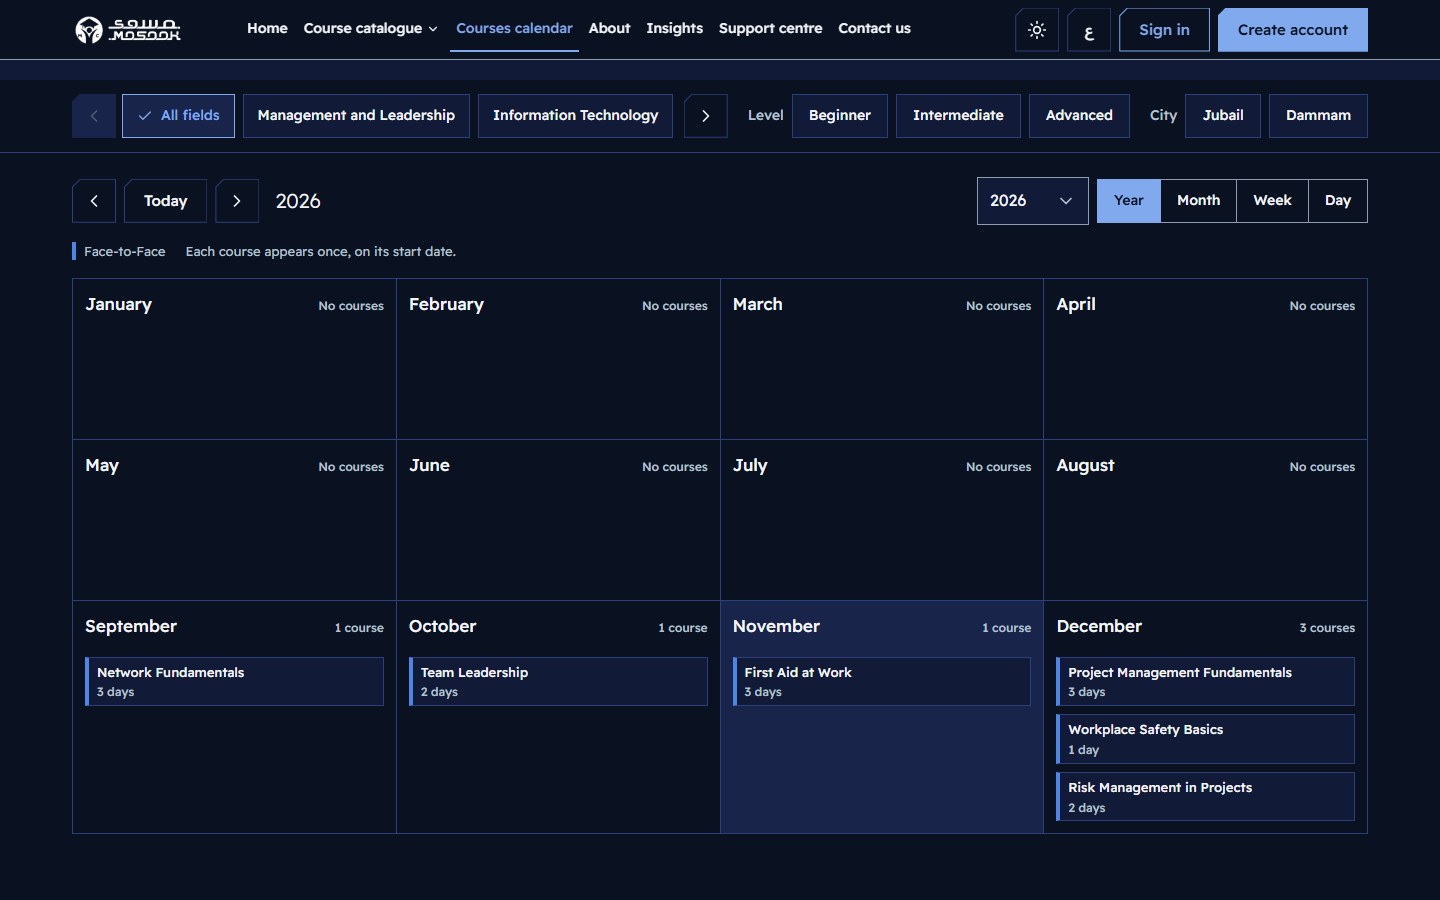 Home
Course catalogue
Courses calendar
About
Insights
Support centre
Contact us
ع
Sign in
Create account
All fields
Management and Leadership
Information Technology
Level
Beginner
Intermediate
Advanced
City
Jubail
Dammam
Today
2026
2026
Year
Month
Week
Day
Face-to-Face
Each course appears once, on its start date.
January
No courses
February
No courses
March
No courses
April
No courses
May
No courses
June
No courses
July
No courses
August
No courses
September
1 course
Network Fundamentals
3 days
October
1 course
Team Leadership
2 days
November
1 course
First Aid at Work
3 days
December
3 courses
Project Management Fundamentals
3 days
Workplace Safety Basics
1 day
Risk Management in Projects
2 days